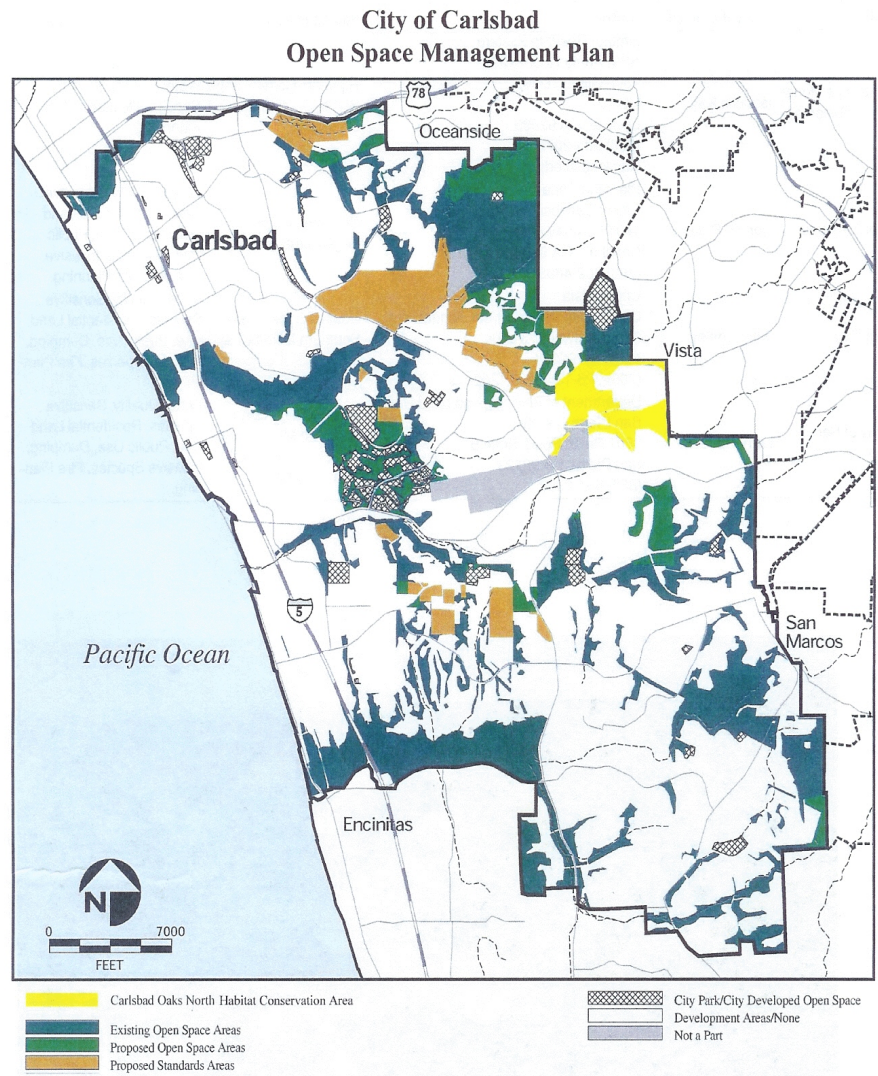 City of Carlsbad
Open Space Management Plan
78
Oceanside
Carlsbad
Vista
5
San
Marcos
Pacific Ocean
Encinitas
N
0 7000
FEET
Carlsbad Oaks North Habitat Conservation Area
Existing Open Space Areas
Proposed Open Space Areas
Proposed Standards Areas
City Park/City Developed Open Space
Development Areas/None
Not a Part